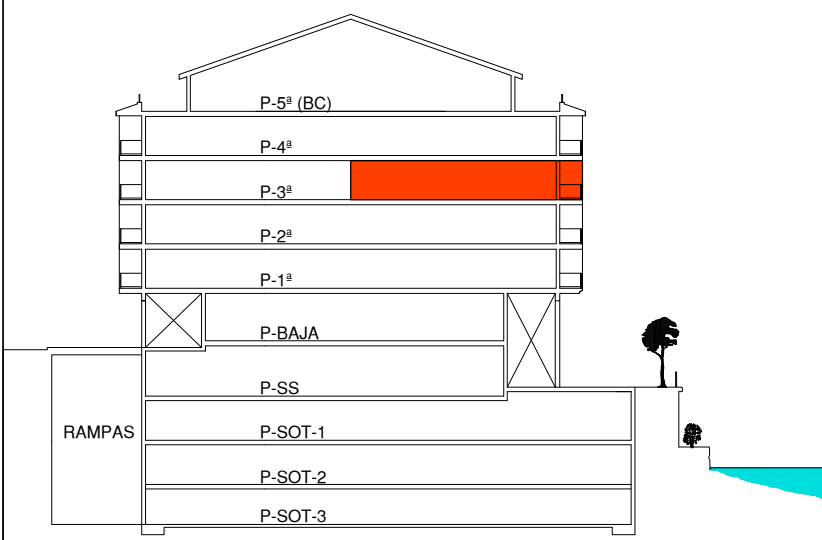 P-5ª (BC)
P-4ª
P-3ª
P-2ª
P-1ª
P-BAJA
P-SS
RAMPAS
P-SOT-1
P-SOT-2
P-SOT-3